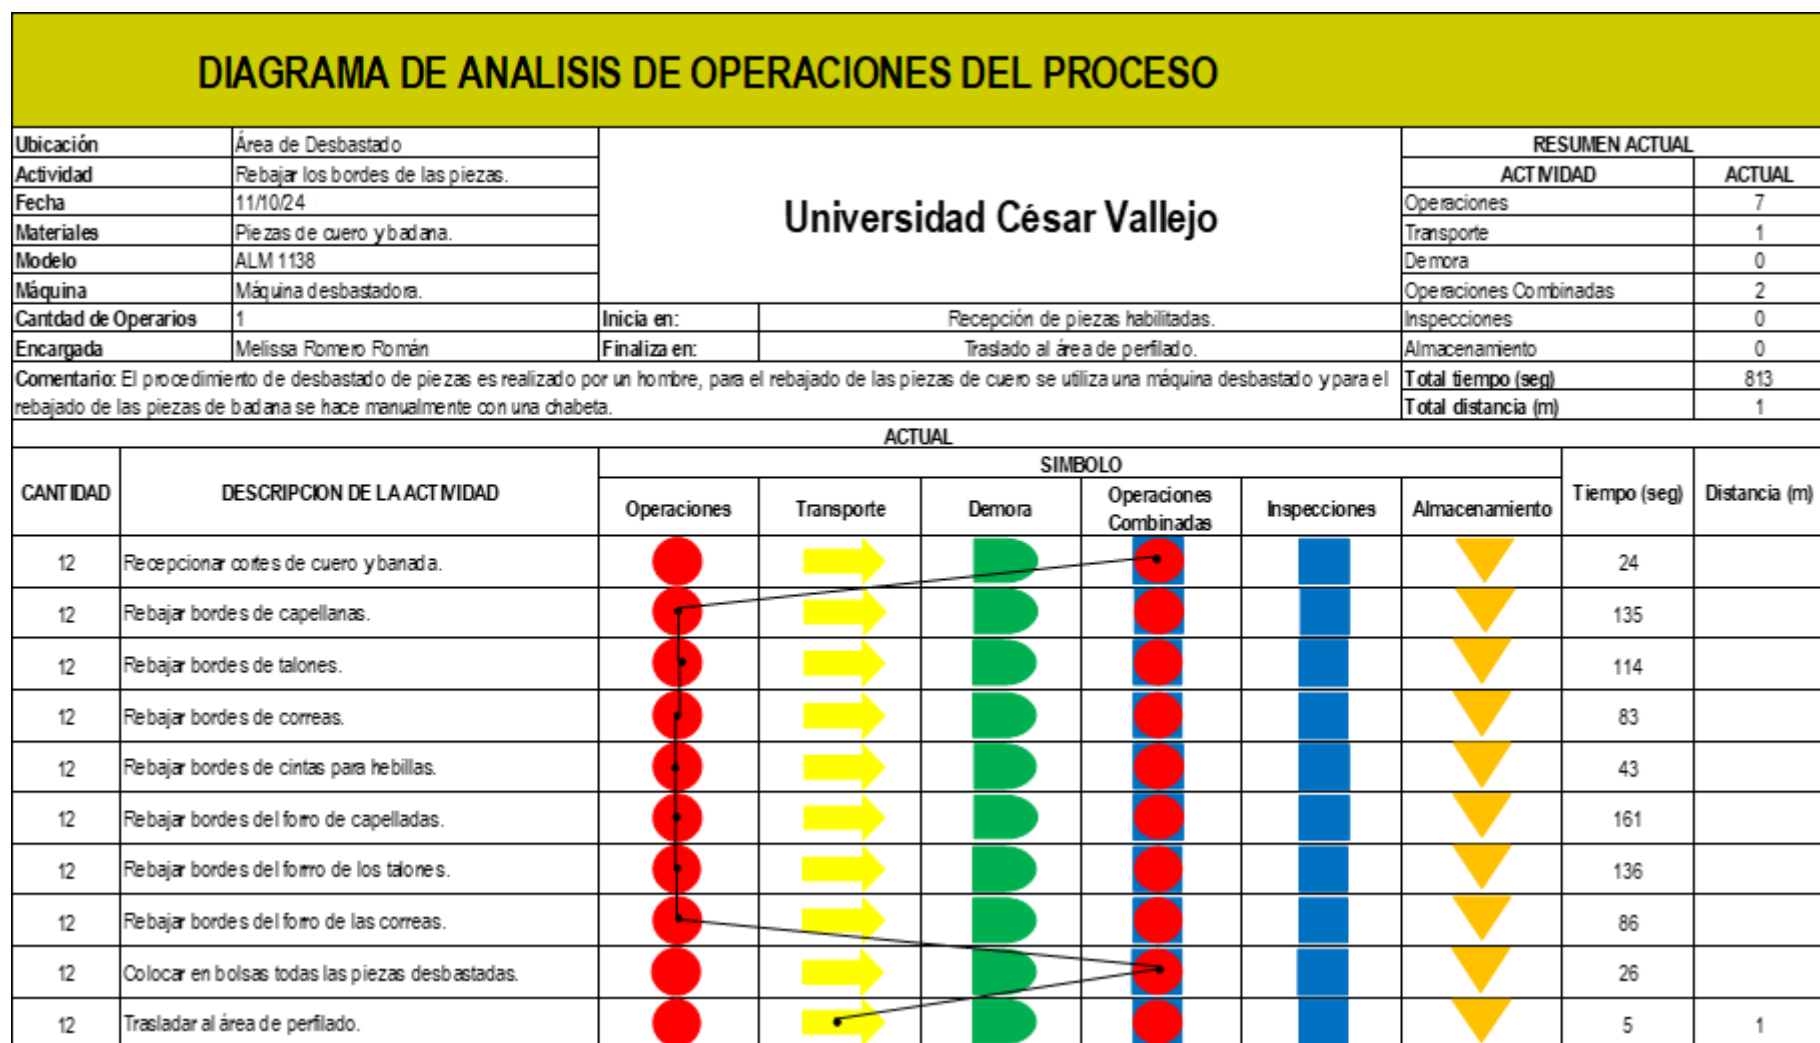 DIAGRAMA DE ANALISIS DE OPERACIONES DEL PROCESO
Ubicación Área de Desbastado
Actividad Rebajar los bordes de las piezas.
Fecha 11/10/24
Materiales Piezas de cuero y badana.
Modelo ALM 1138
Máquina Máquina desbastadora.
Cantdad de Operarios 1
Encargada Melissa Romero Román
Universidad César Vallejo
Inicia en: Recepción de piezas habilitadas.
Finaliza en: Traslado al área de perfilado.
RESUMEN ACTUAL
ACTIVIDAD ACTUAL
Operaciones 7
Transporte 1
Demora 0
Operaciones Combinadas 2
Inspecciones 0
Almacenamiento 0
Total tiempo (seg) 813
Total distancia (m) 1
Comentario: El procedimiento de desbastado de piezas es realizado por un hombre, para el rebajado de las piezas de cuero se utiliza una máquina desbastado y para el
rebajado de las piezas de badana se hace manualmente con una chabeta.
ACTUAL
CANTIDAD DESCRIPCION DE LA ACTIVIDAD SIMBOLO Tiempo (seg) Distancia (m)
Operaciones Transporte Demora Operaciones Combinadas Inspecciones Almacenamiento
12 Recepcionar cortes de cuero y banada. 24
12 Rebajar bordes de capellanas. 135
12 Rebajar bordes de talones. 114
12 Rebajar bordes de correas. 83
12 Rebajar bordes de cintas para hebillas. 43
12 Rebajar bordes del forro de capelladas. 161
12 Rebajar bordes del forrro de los talones. 136
12 Rebajar bordes del forro de las correas. 86
12 Colocar en bolsas todas las piezas desbastadas. 26
12 Trasladar al área de perfilado. 5 1